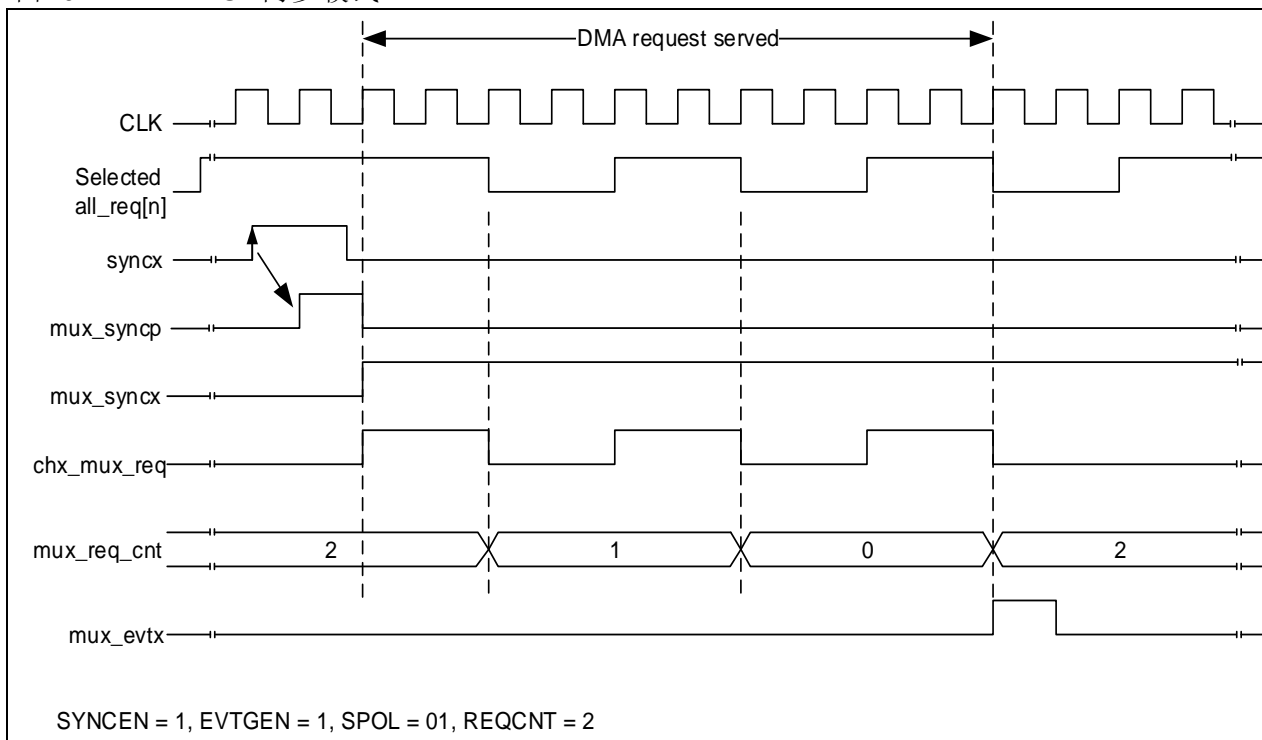 DMA request served
CLK
Selected
all_req[n]
syncx
mux_syncp
mux_syncx
chx_mux_req
mux_req_cnt
2
1
0
2
mux_evtx
SYNCEN = 1, EVTGEN = 1, SPOL = 01, REQCNT = 2